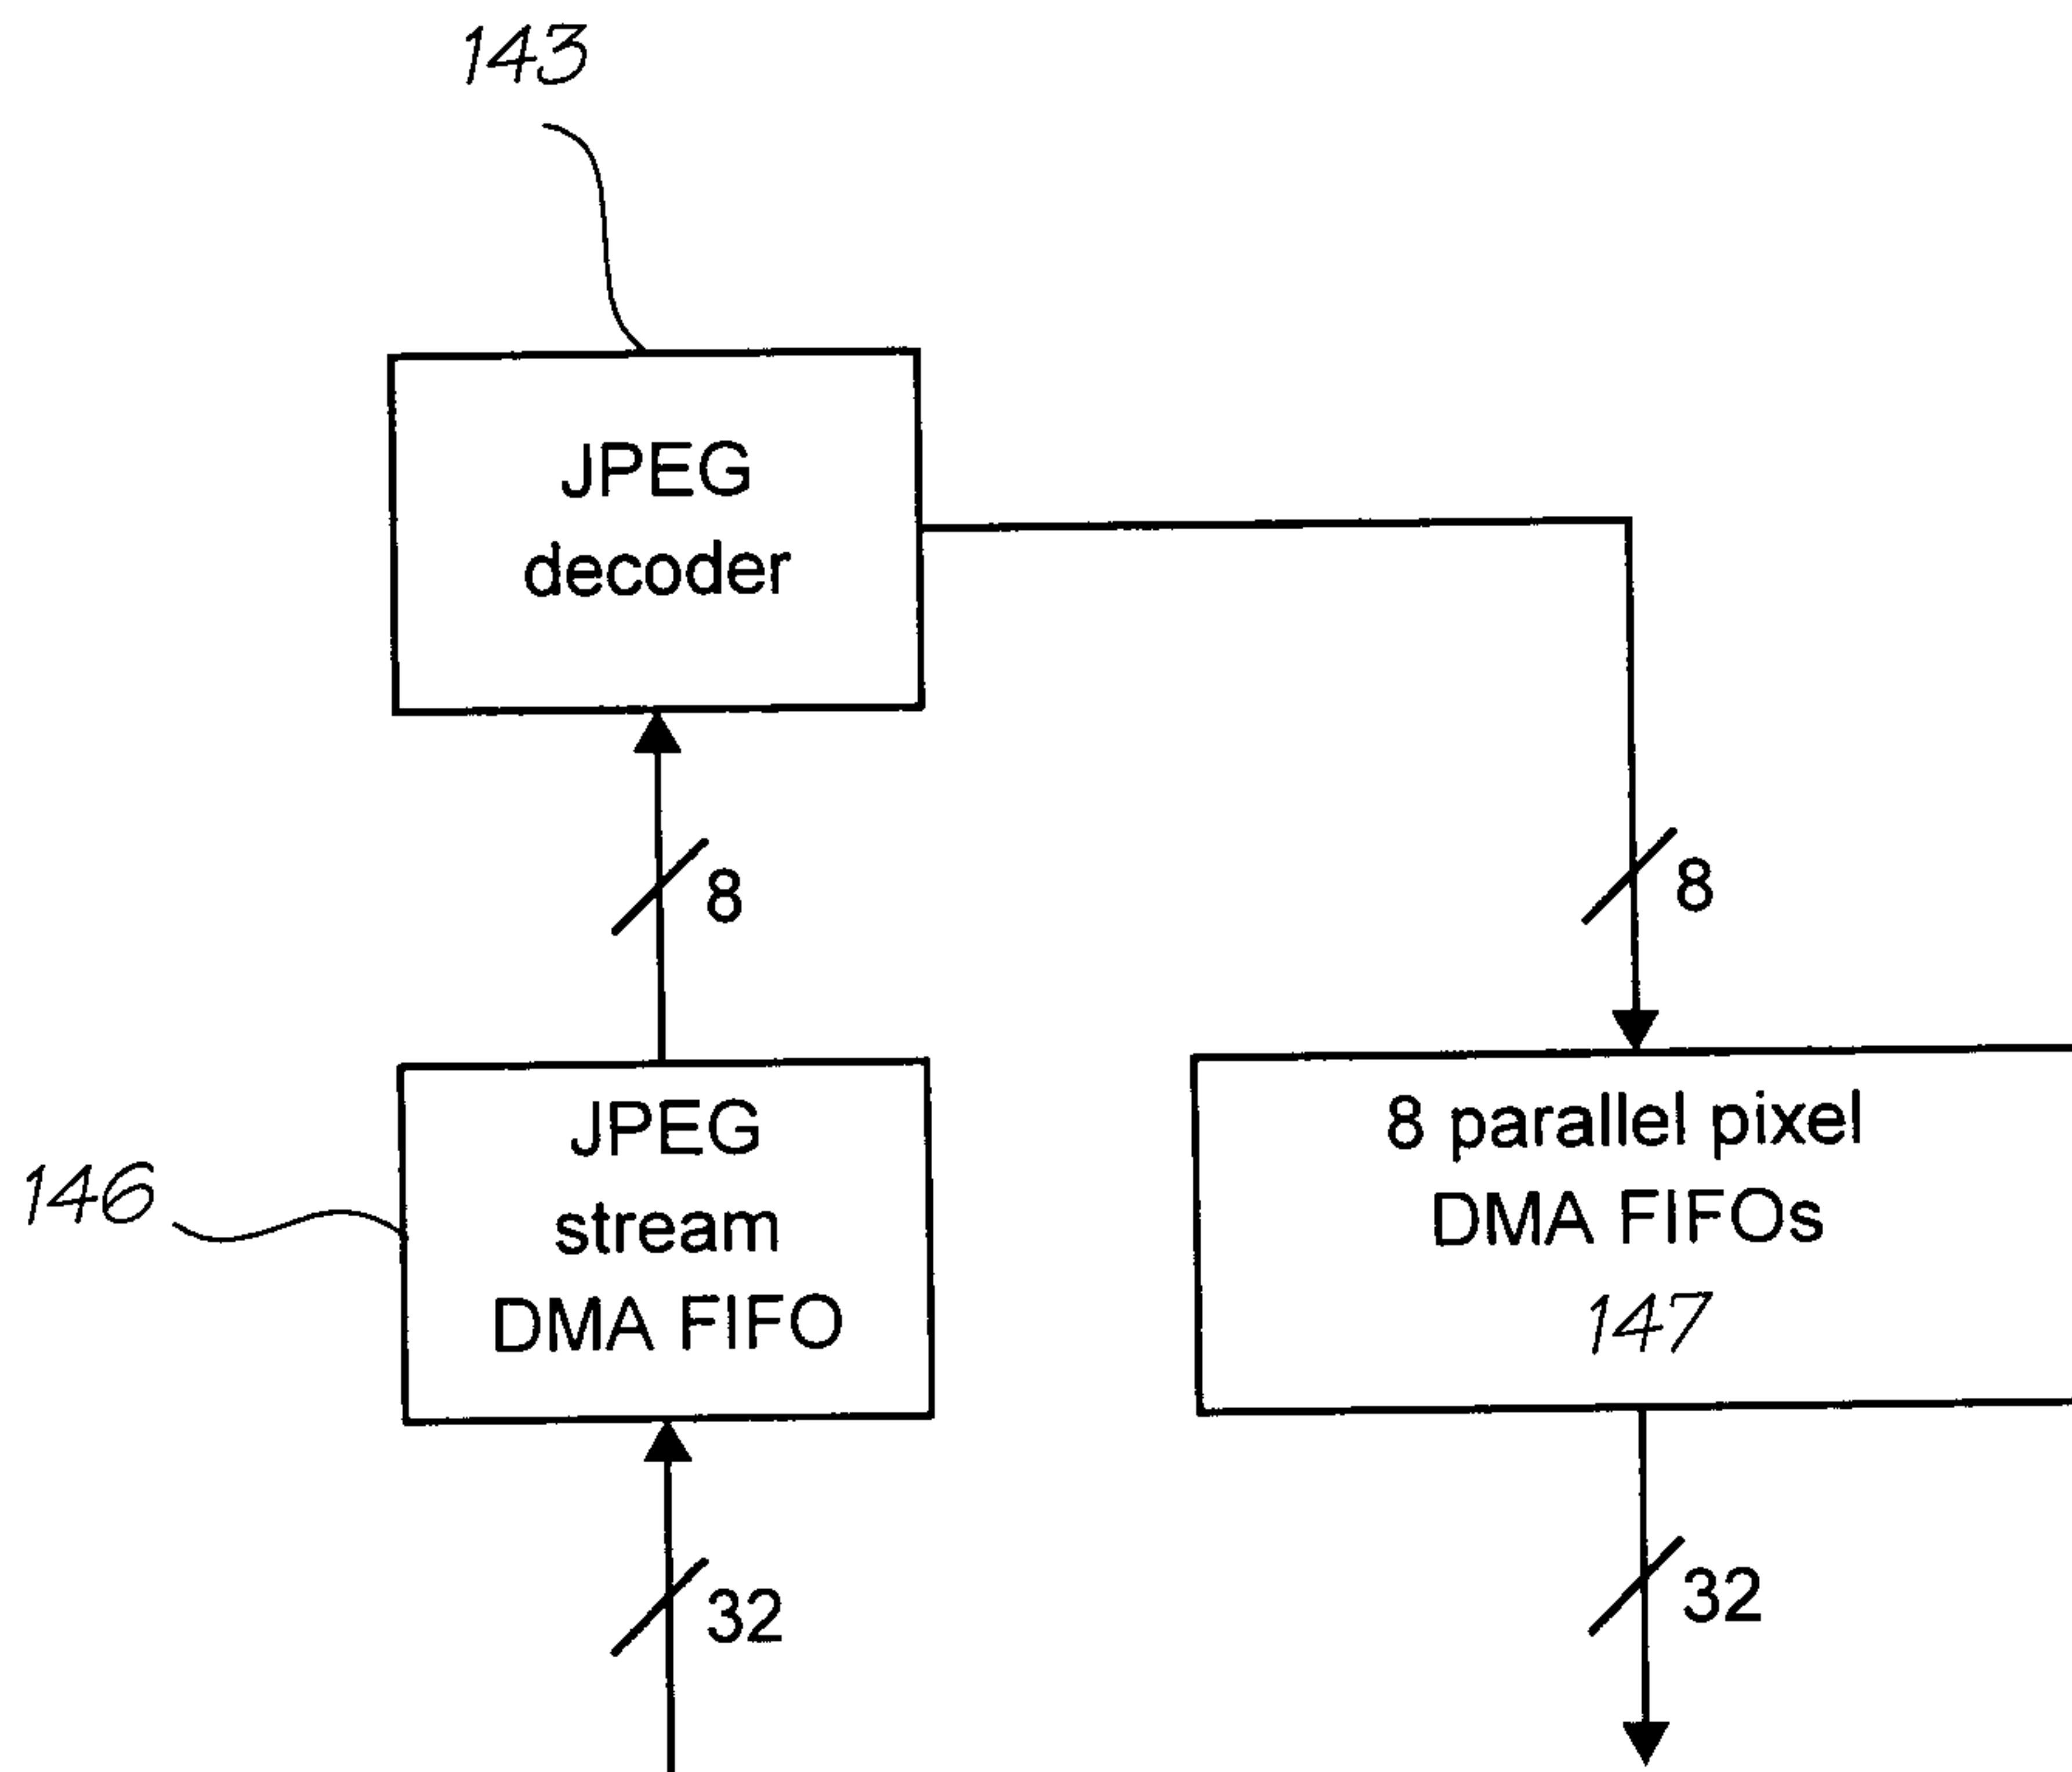 143
JPEG
decoder
8
8
JPEG
stream
DMA FIFO
146
8 parallel pixel
DMA FIFOs
147
32
32